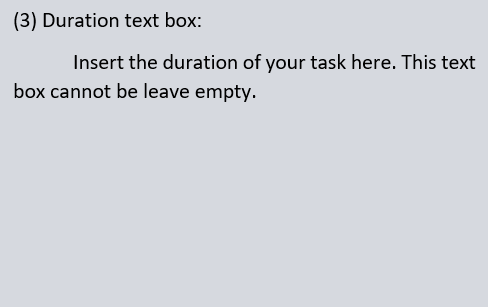 (3) Duration text box:
Insert the duration of your task here. This text
box cannot be leave empty.